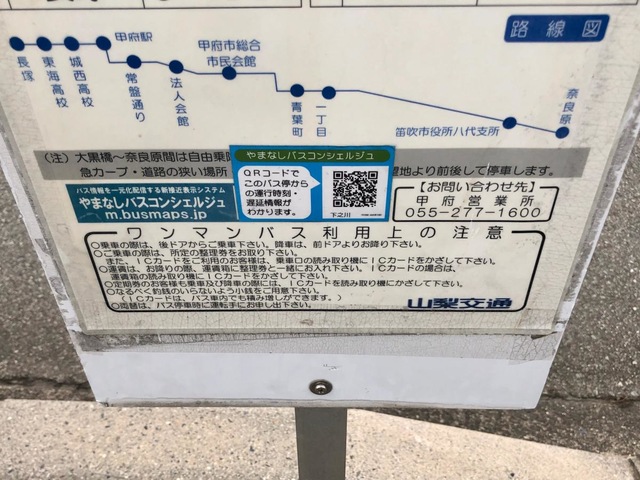 路線図
長塚
東海高校
城西高校
甲府駅
常盤通り
法人会館
甲府市総合
市民会館
青葉町
一丁目
笛吹市役所八代支所
奈良原
(注) 大黒橋～奈良原間は自由乗降
急カーブ・道路の狭い場所
地より前後して停車します。
やまなしバスコンシェルジュ
QRコードで
このバス停から
の運行時刻・
遅延情報が
わかります。
下之川
バス情報を一元化配信する新接近表示システム
やまなしバスコンシェルジュ
m.busmaps.jp
【お問い合わせ先】
甲府営業所
055-277-1600
ワンマンバス利用上の注意
○乗車の際は、後ドアからご乗車下さい。降車は、前ドアよりお降り下さい。
○ご乗車の際は、所定の整理券をお取り下さい。
また、ICカードをご利用のお客様は、乗車口の読み取り機にICカードをかざして下さい。
○運賃は、お降りの際、運賃箱に整理券と一緒にお入れ下さい。ICカードの場合は、
運賃箱の読み取り機にICカードをかざして下さい。
○定期券のお客様も乗車及び降車の際には、ICカードを読み取り機にかざして下さい。
○なるべく釣銭のいらないよう小銭をご用意下さい。
(ICカードは、バス車内でも積み増しができます。)
○両替は、バス停車時に運転手にお申し出下さい。
山梨交通